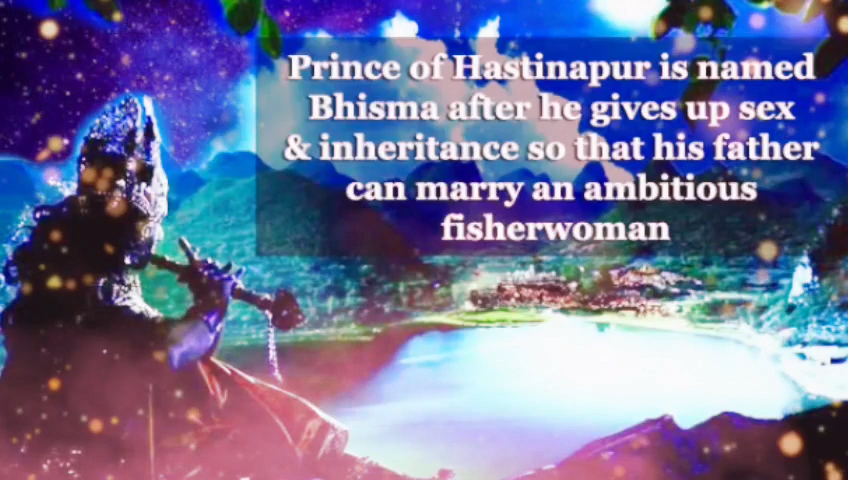 Prince of Hastinapur is named
Bhisma after he gives up sex
& inheritance so that his father
can marry an ambitious
fisherwoman